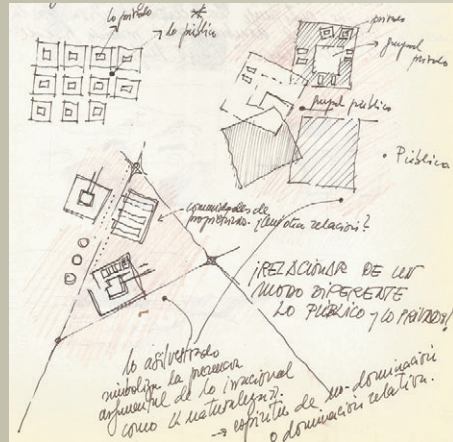 lo privado
lo público
privado
grupal privado
grupal público
• Pública
comunidades de
propietarios. ¿Con otra relación?
¡RELACIONAR DE UN
MODO DIFERENTE
LO PÚBLICO y LO PRIVADO!
lo asilvestrado
simboliza la presencia
argumental de lo irracional
como "naturaleza".
→ espíritu de no-dominación
o dominación relativa.